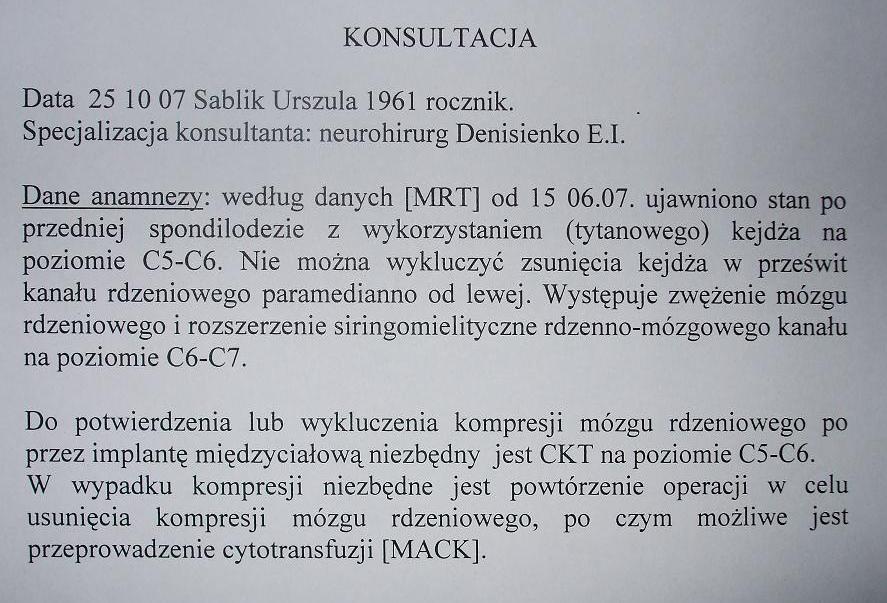 KONSULTACJA
Data 25 10 07 Sablik Urszula 1961 rocznik.
Specjalizacja konsultanta: neurohirurg Denisienko E.I.
Dane anamnezy: według danych [MRT] od 15 06.07. ujawniono stan po
przedniej spondilodezie z wykorzystaniem (tytanowego) kejdża na
poziomie C5-C6. Nie można wykluczyć zsunięcia kejdża w prześwit
kanału rdzeniowego paramedianno od lewej. Występuje zwężenie mózgu
rdzeniowego i rozszerzenie siringomielityczne rdzenno-mózgowego kanału
na poziomie C6-C7.
Do potwierdzenia lub wykluczenia kompresji mózgu rdzeniowego po
przez implantę międzyciałową niezbędny jest CKT na poziomie C5-C6.
W wypadku kompresji niezbędne jest powtórzenie operacji w celu
usunięcia kompresji mózgu rdzeniowego, po czym możliwe jest
przeprowadzenie cytotransfuzji [MACK].